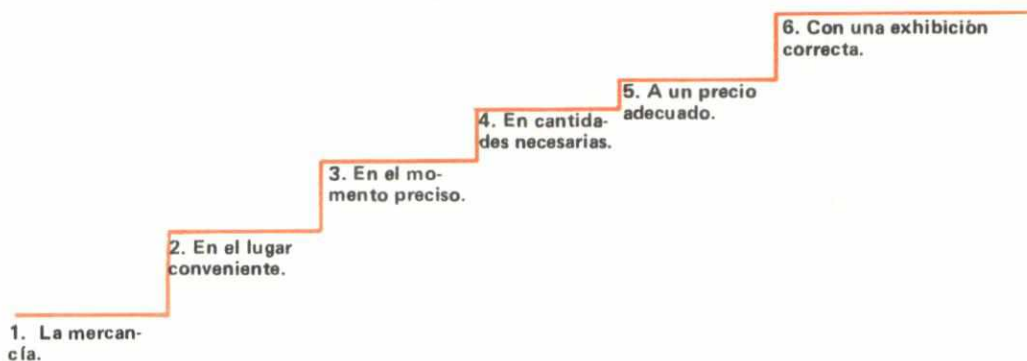 1. La mercan-
cía.
2. En el lugar
conveniente.
3. En el mo-
mento preciso.
4. En cantida-
des necesarias.
5. A un precio
adecuado.
6. Con una exhibición
correcta.